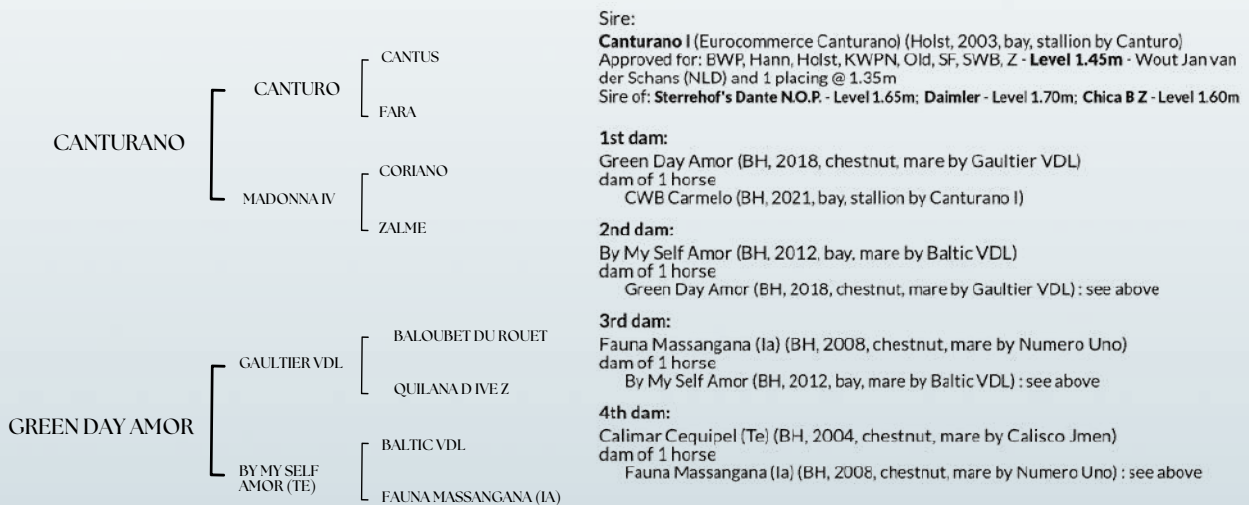 CANTURANO
CANTURO
CANTUS
FARA
MADONNA IV
CORIANO
ZALME
GREEN DAY AMOR
GAULTIER VDL
BALOUBET DU ROUET
QUILANA D IVE Z
BY MY SELF
AMOR (TE)
BALTIC VDL
FAUNA MASSANGANA (IA)
Sire:
Canturano I (Eurocommerce Canturano) (Holst, 2003, bay, stallion by Canturo)
Approved for: BWP, Hann, Holst, KWPN, Old, SF, SWB, Z - Level 1.45m - Wout Jan van
der Schans (NLD) and 1 placing @ 1.35m
Sire of: Sterrehof's Dante N.O.P. - Level 1.65m; Daimler - Level 1.70m; Chica B Z - Level 1.60m
1st dam:
Green Day Amor (BH, 2018, chestnut, mare by Gaultier VDL)
dam of 1 horse
CWB Carmelo (BH, 2021, bay, stallion by Canturano I)
2nd dam:
By My Self Amor (BH, 2012, bay, mare by Baltic VDL)
dam of 1 horse
Green Day Amor (BH, 2018, chestnut, mare by Gaultier VDL) : see above
3rd dam:
Fauna Massangana (Ia) (BH, 2008, chestnut, mare by Numero Uno)
dam of 1 horse
By My Self Amor (BH, 2012, bay, mare by Baltic VDL) : see above
4th dam:
Calimar Cequipel (Te) (BH, 2004, chestnut, mare by Calisco Jmen)
dam of 1 horse
Fauna Massangana (Ia) (BH, 2008, chestnut, mare by Numero Uno) : see above